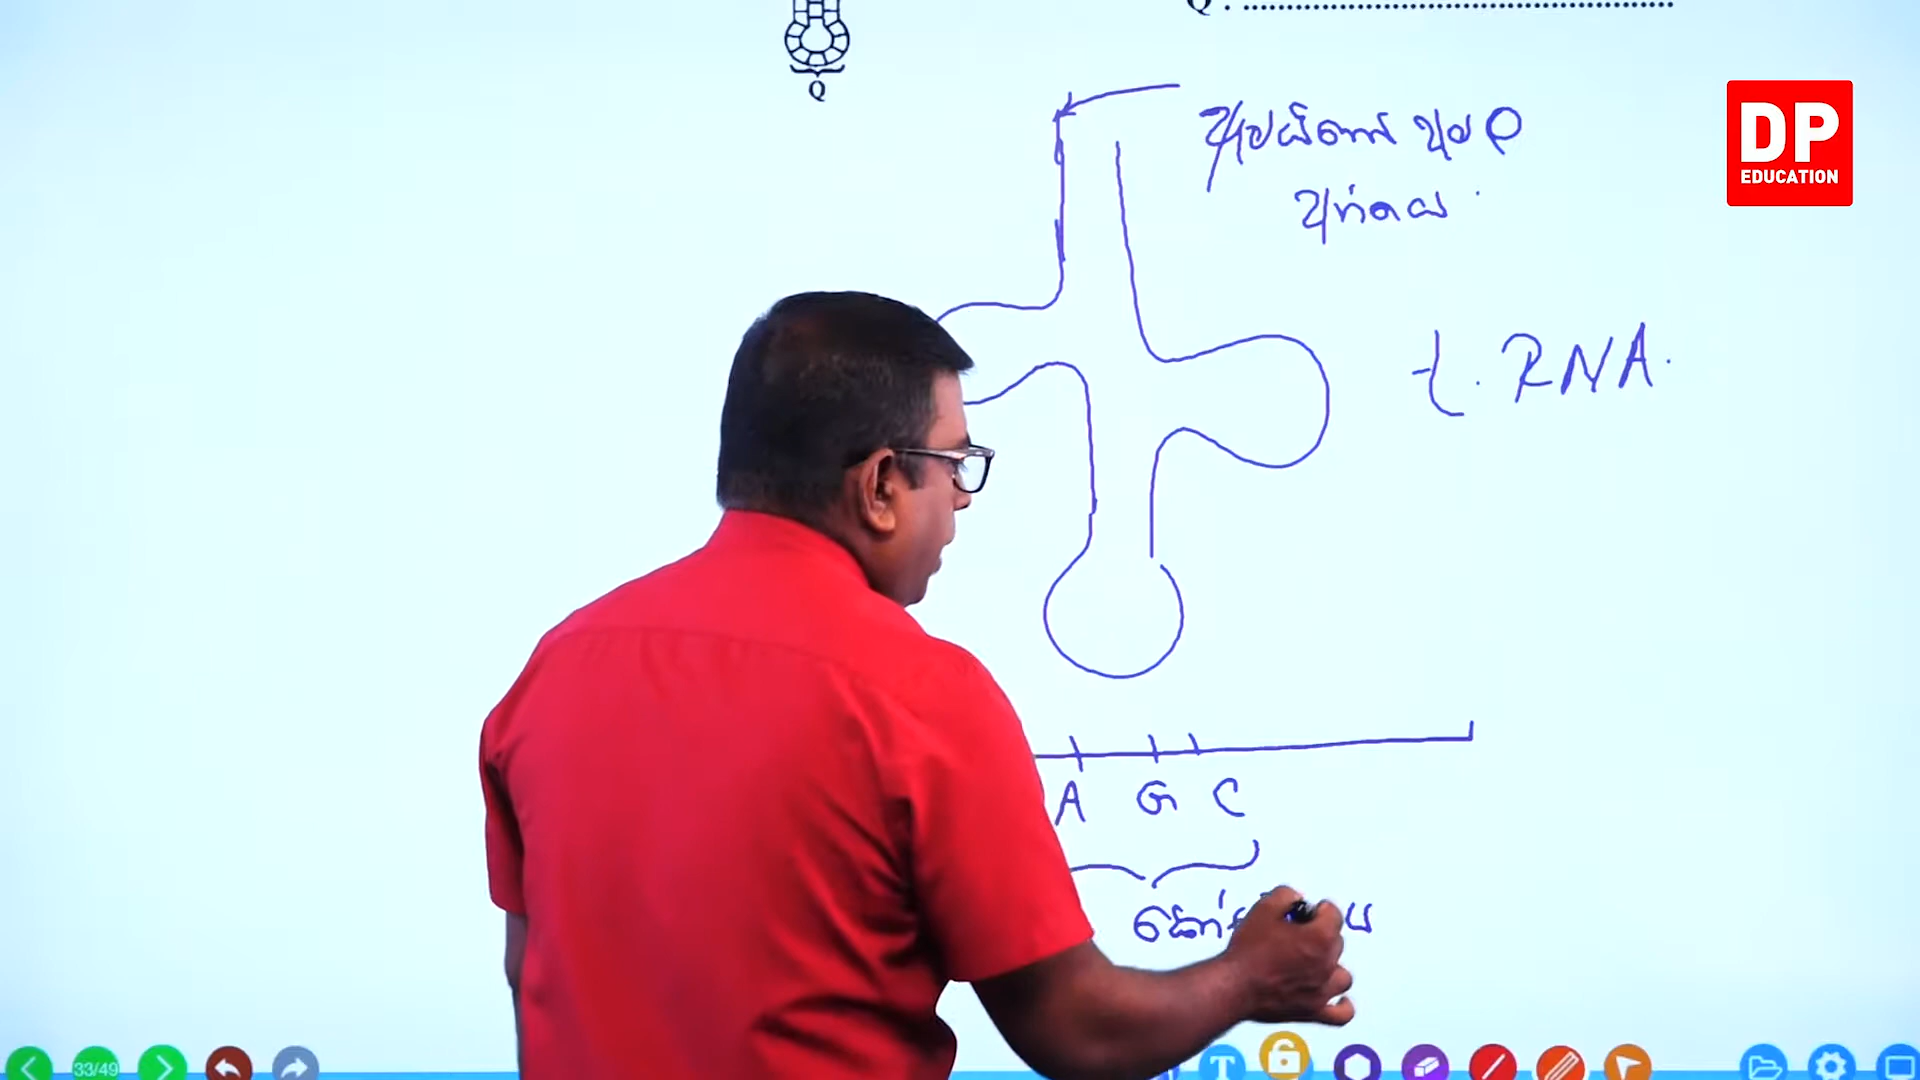 Q : ................................................
Q
DP
EDUCATION
ඇමයිනෝ අම්ල
අග්‍රය
t. RNA.
A G C
33/49
T